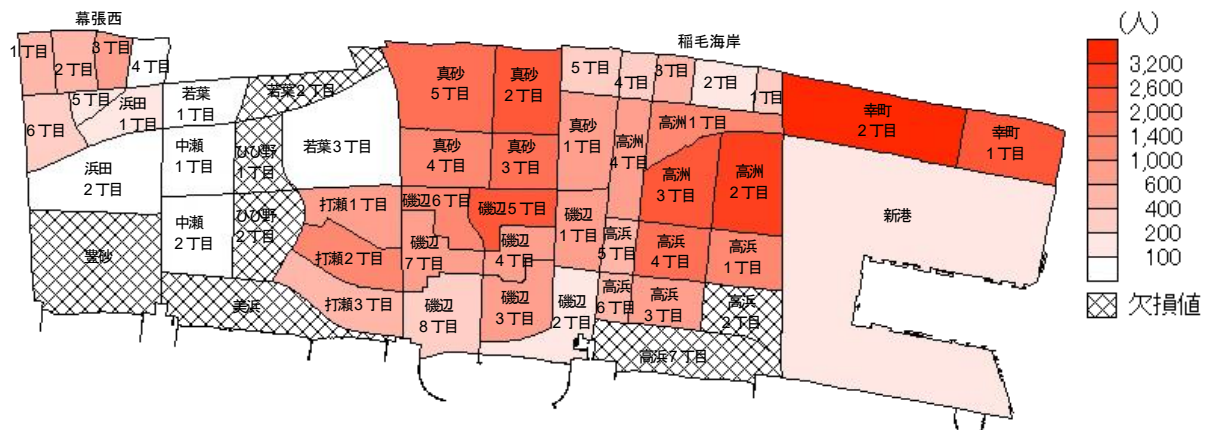 幕張西
1丁目
2丁目
3丁目
4丁目
5丁目
6丁目
浜田
1丁目
浜田
2丁目
豊砂
若葉
1丁目
若葉2丁目
若葉3丁目
中瀬
1丁目
中瀬
2丁目
ひび野
1丁目
ひび野
2丁目
美浜
打瀬1丁目
打瀬2丁目
打瀬3丁目
真砂
5丁目
真砂
2丁目
真砂
4丁目
真砂
3丁目
真砂
1丁目
磯辺6丁目
磯辺5丁目
磯辺
7丁目
磯辺
4丁目
磯辺
1丁目
磯辺
8丁目
磯辺
3丁目
磯辺
2丁目
稲毛海岸
5丁目
4丁目
3丁目
2丁目
1丁目
高洲1丁目
高洲
4丁目
高洲
3丁目
高洲
2丁目
高浜
5丁目
高浜
4丁目
高浜
1丁目
高浜
6丁目
高浜
3丁目
高浜
2丁目
高浜7丁目
幸町
2丁目
幸町
1丁目
新港
(人)
3,200
2,600
2,000
1,400
1,000
600
400
200
100
欠損値